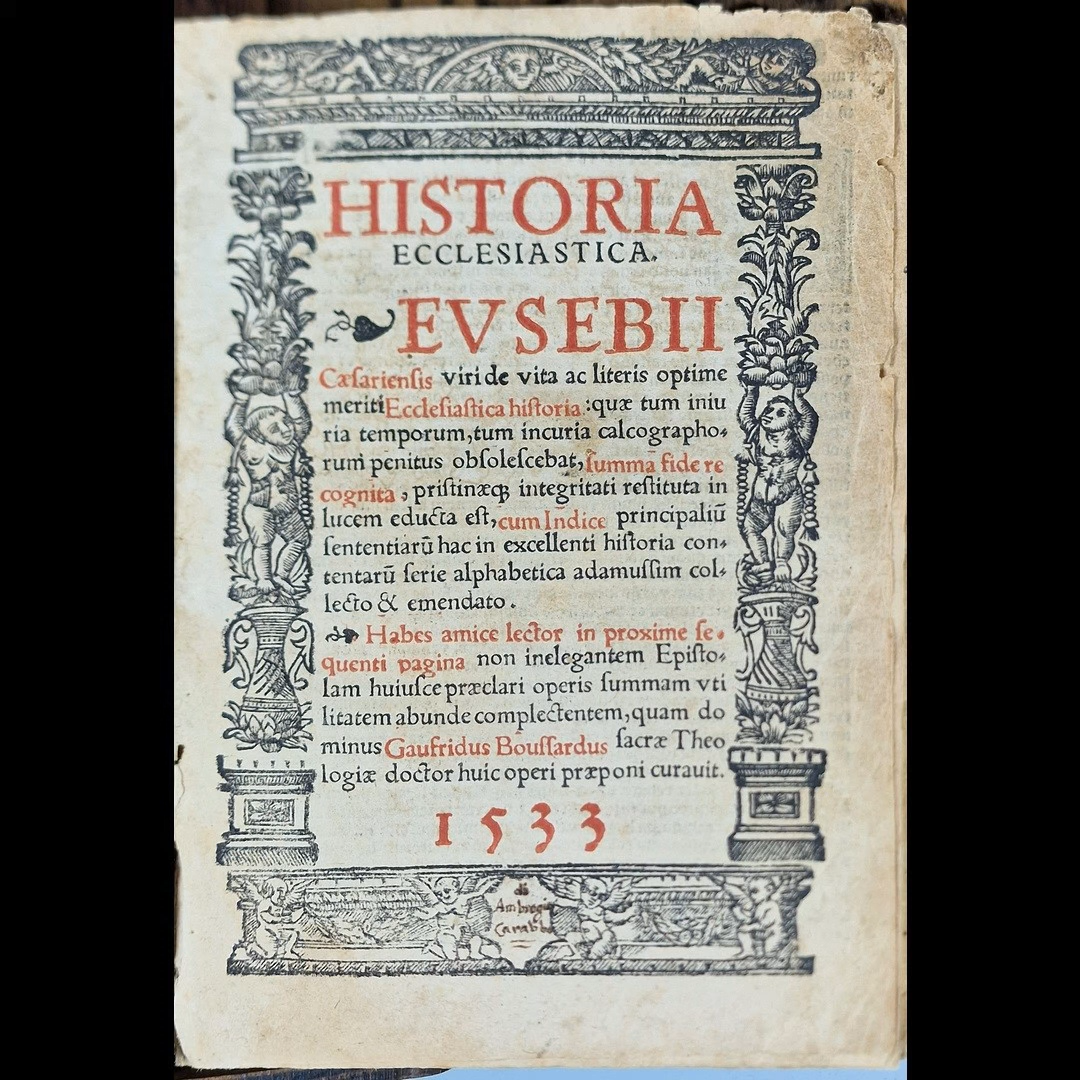 HISTORIA
ECCLESIASTICA.
❧ EVSEBII
Cæſarienſis viri de vita ac literis optime
meriti Eccleſiaſtica hiſtoria :quæ tum iniu
ria temporum,tum incuria calcographo-
rum penitus obſoleſcebat, ſumma fide re
cognita , priſtinæq́ꝫ integritati reſtituta in
lucem educta eſt,cum Indice principaliū
ſententiarū hac in excellenti hiſtoria con-
tentarū ſerie alphabetica adamuſſim col-
lecto & emendato .
❧ Habes amice lector in proxime ſe-
quenti pagina non inelegantem Epiſto-
lam huiuſce præclari operis ſummam vti
litatem abunde complectentem,quam do
minus Gaufridus Bouſſardus ſacræ Theo
logiæ doctor huic operi præponi curauit.
1533
di